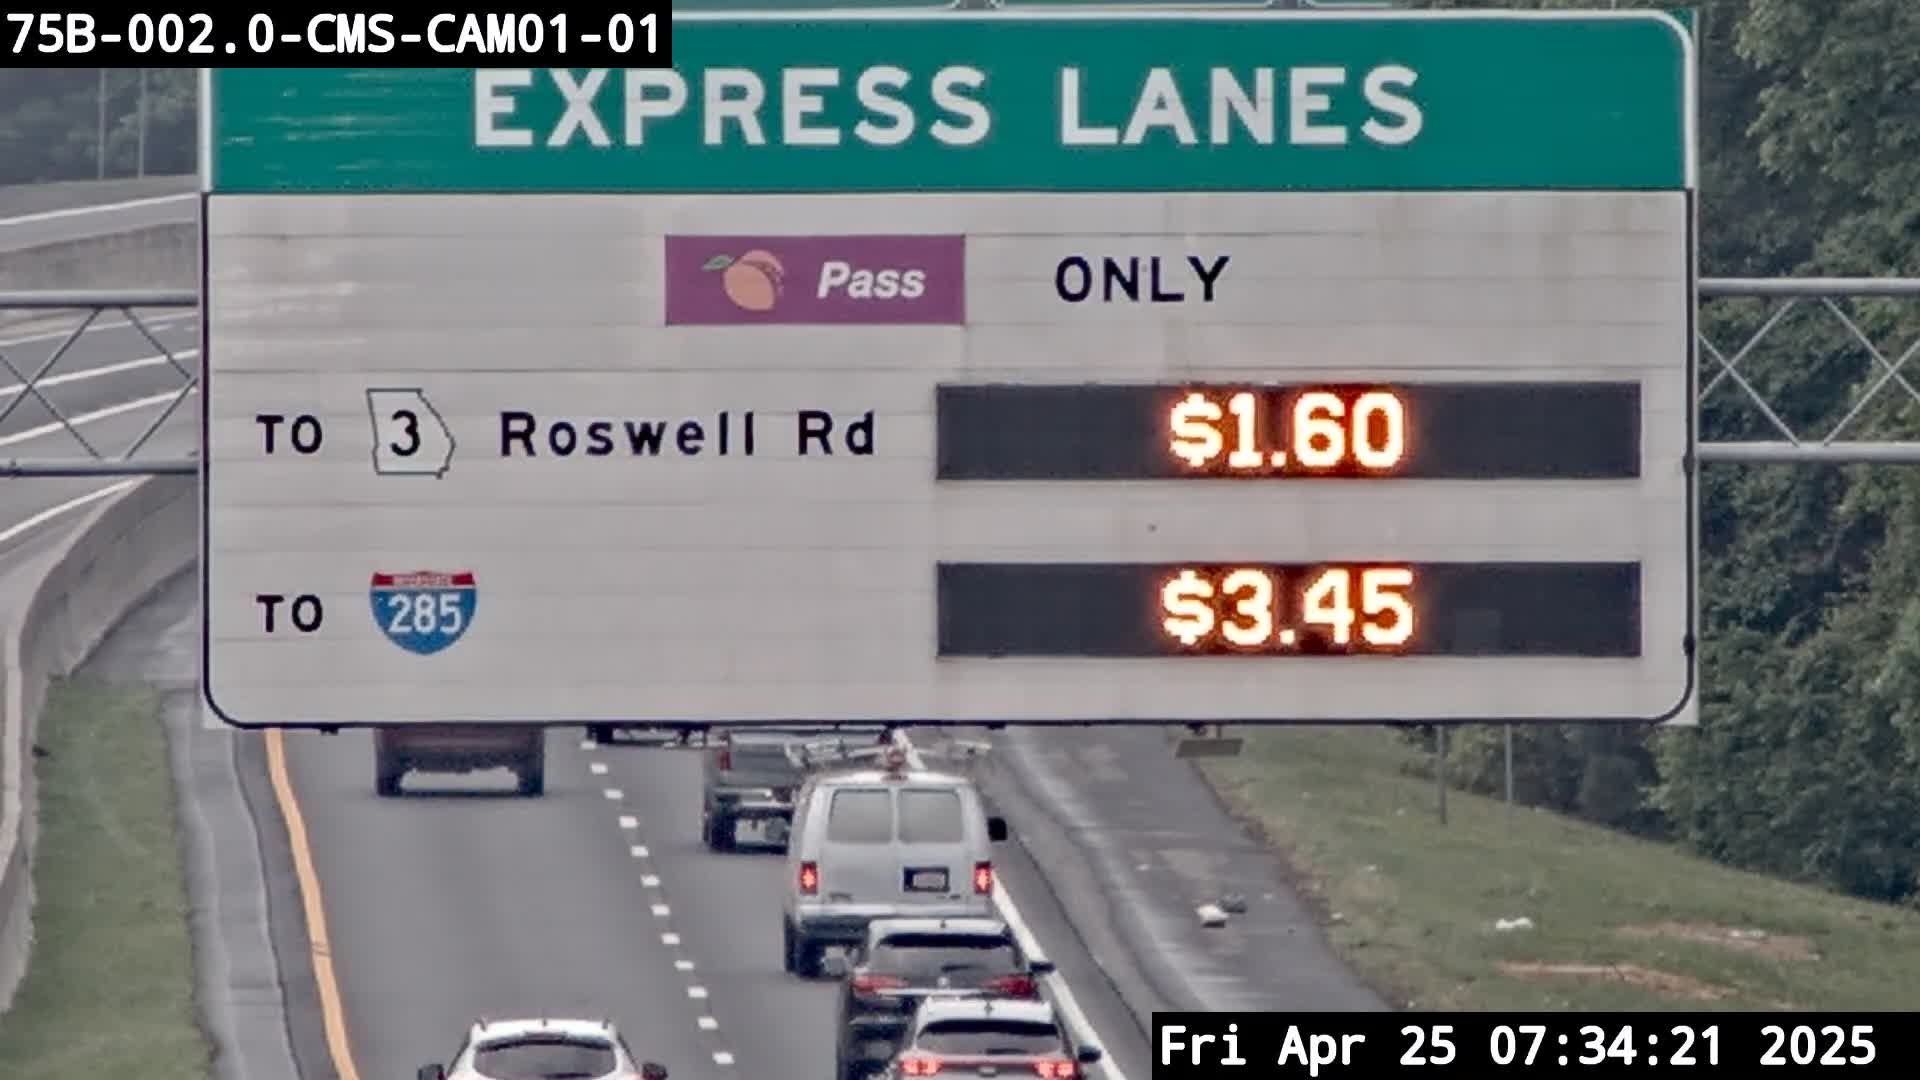 75B-002.0-CMS-CAM01-01
EXPRESS LANES
Pass ONLY
TO 3 Roswell Rd $1.60
INTERSTATE
TO 285 $3.45
Fri Apr 25 07:34:21 2025